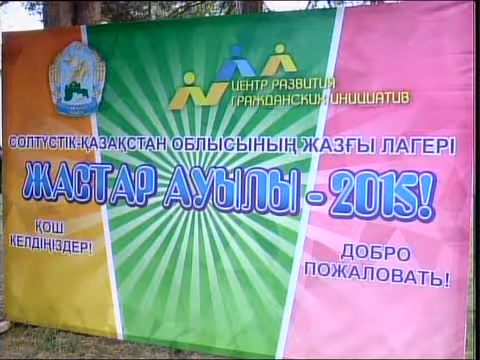 ЦЕНТР РАЗВИТИЯ
ГРАЖДАНСКИХ ИНИЦИАТИВ
СОЛТҮСТІК-ҚАЗАҚСТАН ОБЛЫСЫНЫҢ ЖАЗҒЫ ЛАГЕРІ
ЖАСТАР АУЫЛЫ - 2015!
ҚОШ
КЕЛДІҢІЗДЕР!
ДОБРО
ПОЖАЛОВАТЬ!